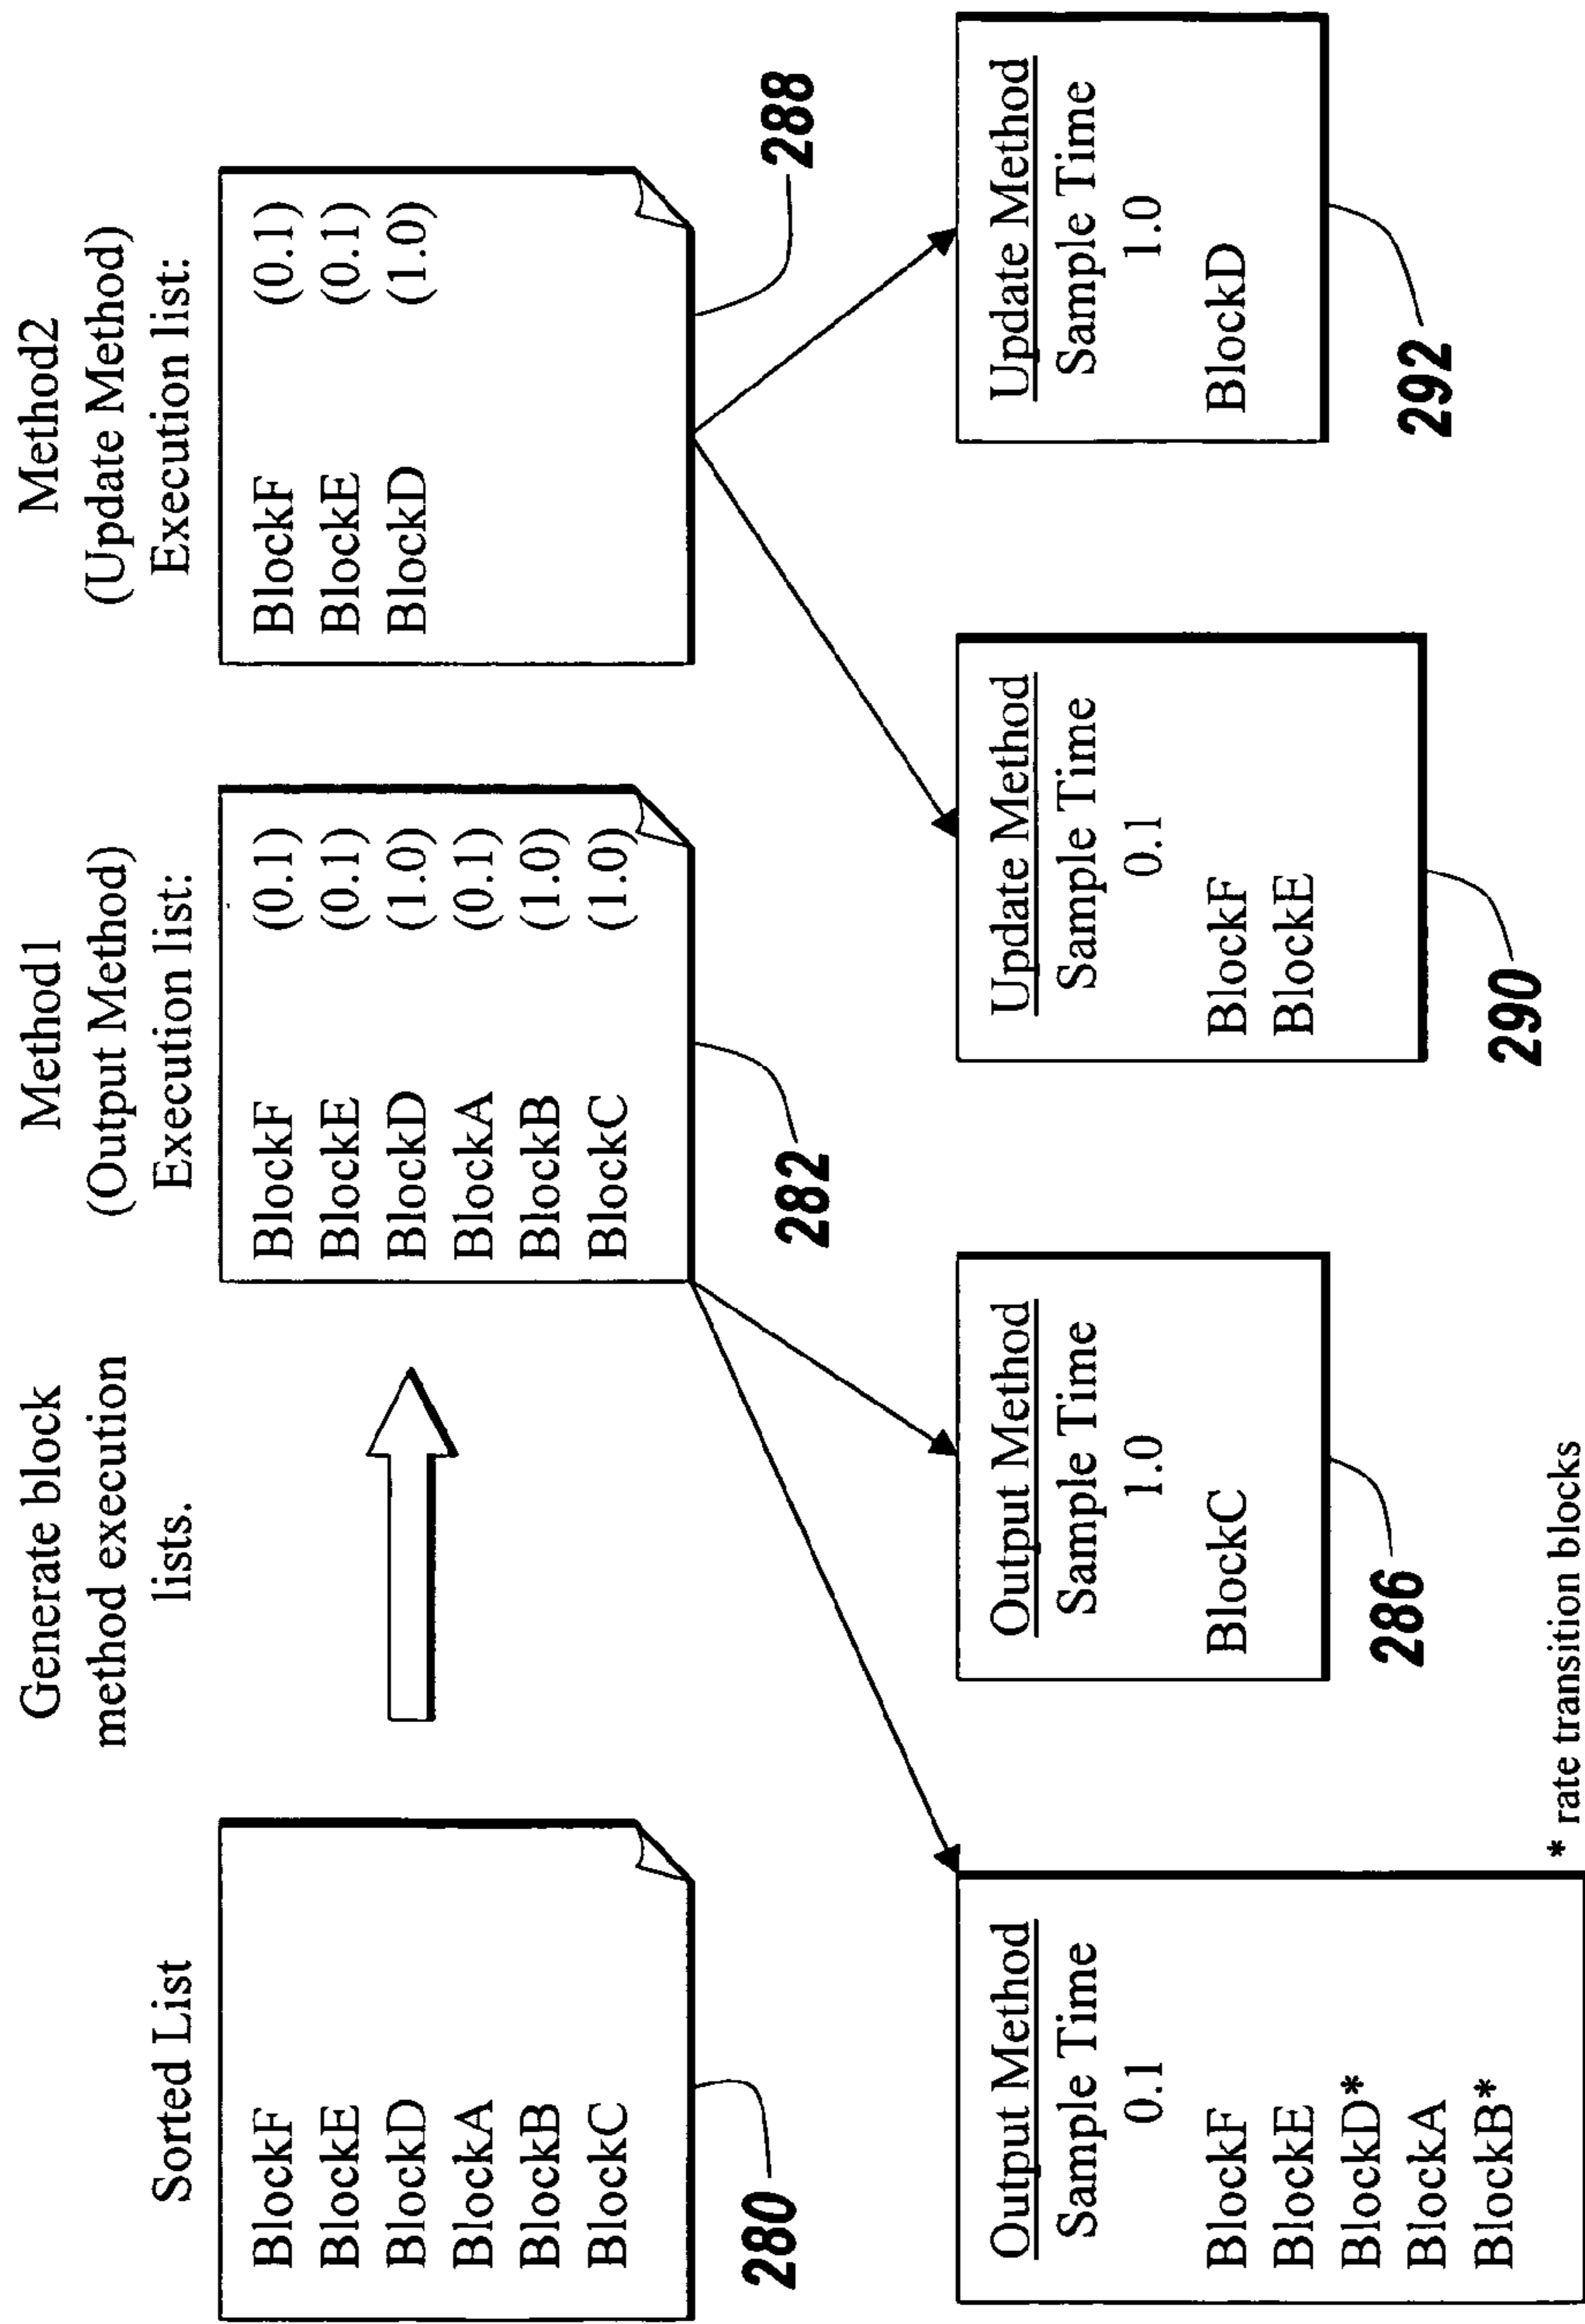 Sorted List
BlockF
BlockE
BlockD
BlockA
BlockB
BlockC
280
Generate block
method execution
lists.
Method1
(Output Method)
Execution list:
BlockF (0.1)
BlockE (0.1)
BlockD (1.0)
BlockA (0.1)
BlockB (1.0)
BlockC (1.0)
282
Method2
(Update Method)
Execution list:
BlockF (0.1)
BlockE (0.1)
BlockD (1.0)
288
Output Method
Sample Time
0.1
BlockF
BlockE
BlockD*
BlockA
BlockB*
* rate transition blocks
Output Method
Sample Time
1.0
BlockC
286
Update Method
Sample Time
0.1
BlockF
BlockE
290
Update Method
Sample Time
1.0
BlockD
292